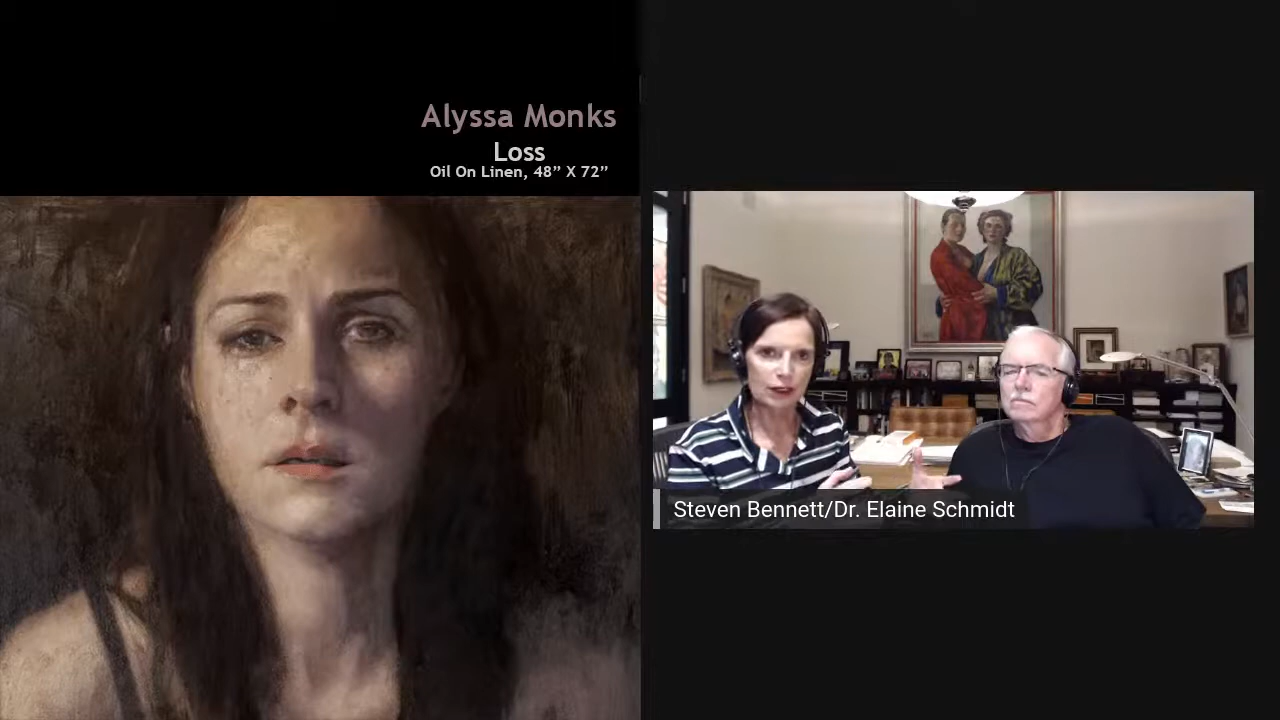 Alyssa Monks
Loss
Oil On Linen, 48” X 72”
Steven Bennett/Dr. Elaine Schmidt